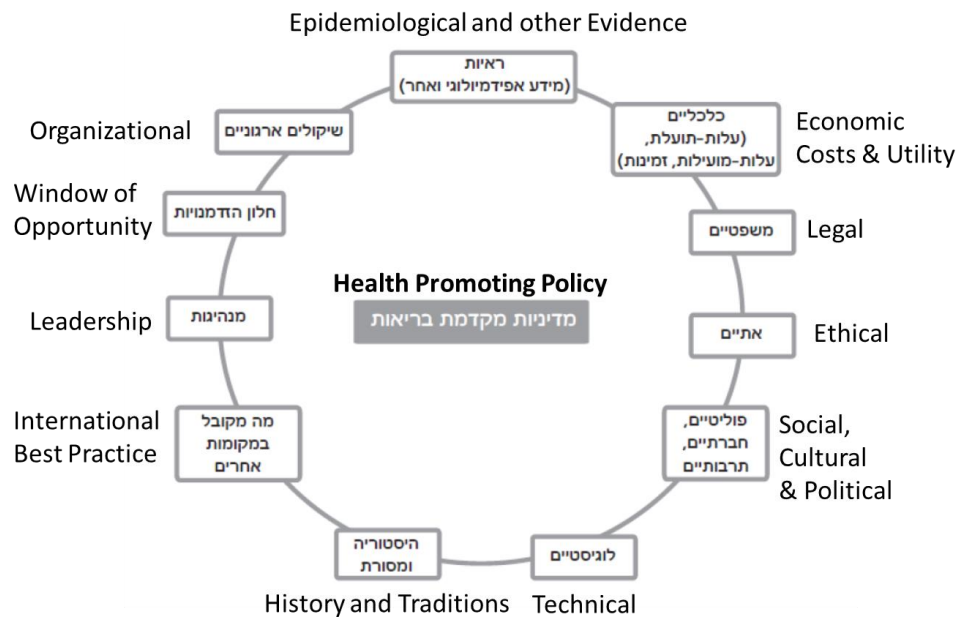 Epidemiological and other Evidence
ראיות
(מידע אפידמיולוגי ואחר)
כלכליים
(עלות-תועלת,
עלות-מועילות, זמינות)
Economic
Costs & Utility
משפטיים
Legal
אתיים
Ethical
פוליטיים,
חברתיים,
תרבותיים
Social,
Cultural
& Political
לוגיסטיים
Technical
היסטוריה
ומסורת
History and Traditions
מה מקובל
במקומות
אחרים
International
Best Practice
מנהיגות
Leadership
חלון הזדמנויות
Window of
Opportunity
שיקולים ארגוניים
Organizational
Health Promoting Policy
מדיניות מקדמת בריאות